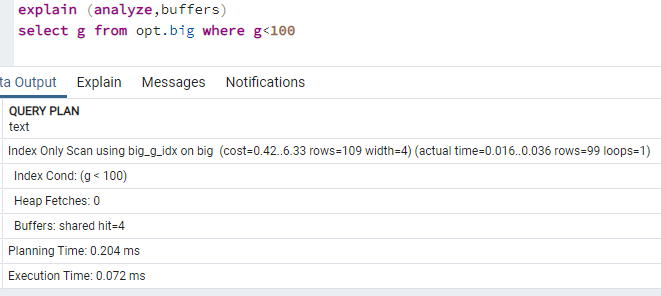 explain (analyze,buffers)
select g from opt.big where g<100
ta Output Explain Messages Notifications
QUERY PLAN
text
Index Only Scan using big_g_idx on big (cost=0.42..6.33 rows=109 width=4) (actual time=0.016..0.036 rows=99 loops=1)
Index Cond: (g < 100)
Heap Fetches: 0
Buffers: shared hit=4
Planning Time: 0.204 ms
Execution Time: 0.072 ms